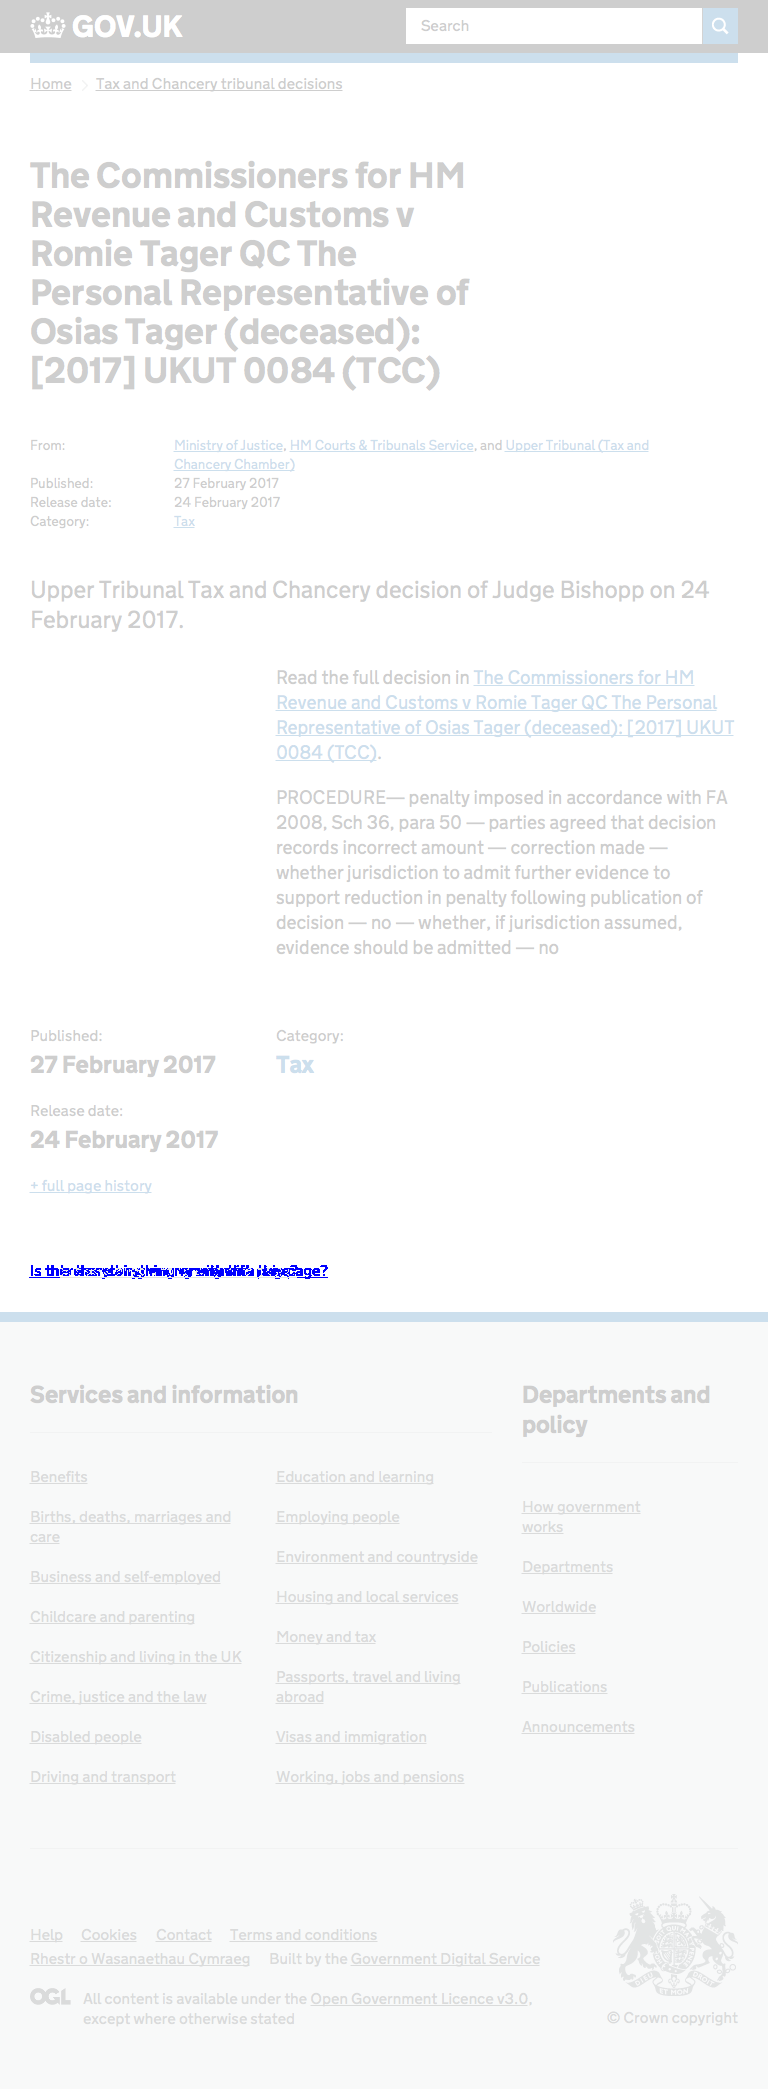 GOV.UK
Search
Home
Tax and Chancery tribunal decisions
The Commissioners for HM
Revenue and Customs v
Romie Tager QC The
Personal Representative of
Osias Tager (deceased):
[2017] UKUT 0084 (TCC)
From: Ministry of Justice, HM Courts & Tribunals Service, and Upper Tribunal (Tax and
Chancery Chamber)
Published: 27 February 2017
Release date: 24 February 2017
Category: Tax
Upper Tribunal Tax and Chancery decision of Judge Bishopp on 24
February 2017.
Read the full decision in The Commissioners for HM
Revenue and Customs v Romie Tager QC The Personal
Representative of Osias Tager (deceased): [2017] UKUT
0084 (TCC).
PROCEDURE— penalty imposed in accordance with FA
2008, Sch 36, para 50 — parties agreed that decision
records incorrect amount — correction made —
whether jurisdiction to admit further evidence to
support reduction in penalty following publication of
decision — no — whether, if jurisdiction assumed,
evidence should be admitted — no
Published:
27 February 2017
Category:
Tax
Release date:
24 February 2017
+ full page history
Services and information
Benefits
Births, deaths, marriages and
care
Business and self-employed
Childcare and parenting
Citizenship and living in the UK
Crime, justice and the law
Disabled people
Driving and transport
Education and learning
Employing people
Environment and countryside
Housing and local services
Money and tax
Passports, travel and living
abroad
Visas and immigration
Working, jobs and pensions
Departments and
policy
How government
works
Departments
Worldwide
Policies
Publications
Announcements
Help Cookies Contact Terms and conditions
Rhestr o Wasanaethau Cymraeg Built by the Government Digital Service
OGL All content is available under the Open Government Licence v3.0,
except where otherwise stated
© Crown copyright